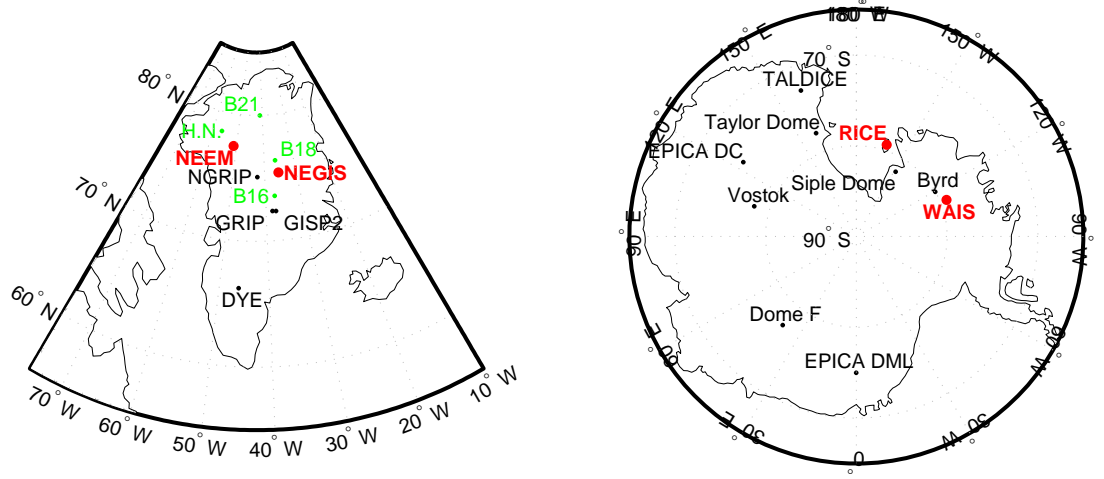 80° N
70° N
60° N
B21
H.N.
NEEM
B18
NGRIP
NEGIS
B16
GRIP
GISP2
DYE
70° W
60° W
50° W
40° W
30° W
20° W
10° W
150° E
150° W
70° S
TALDICE
120° E
120° W
Taylor Dome
RICE
EPICA DC
Siple Dome
Byrd
Vostok
WAIS
90° E
90° S
90° W
Dome F
EPICA DML
60° E
60° W
30° E
30° W
0°